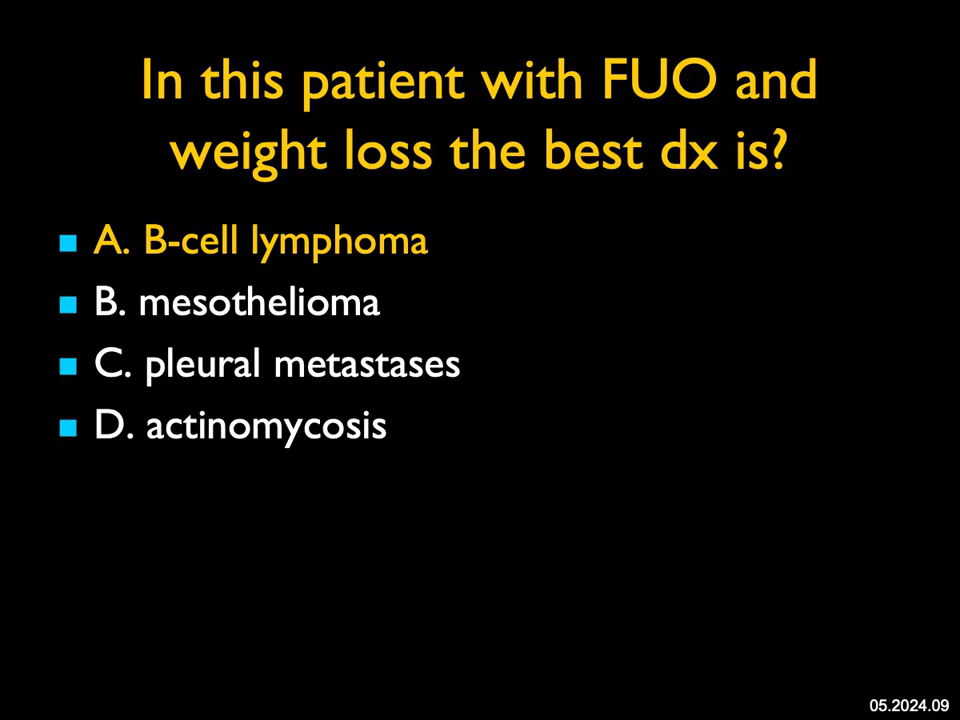 In this patient with FUO and
weight loss the best dx is?
A. B-cell lymphoma
B. mesothelioma
C. pleural metastases
D. actinomycosis
05.2024.09